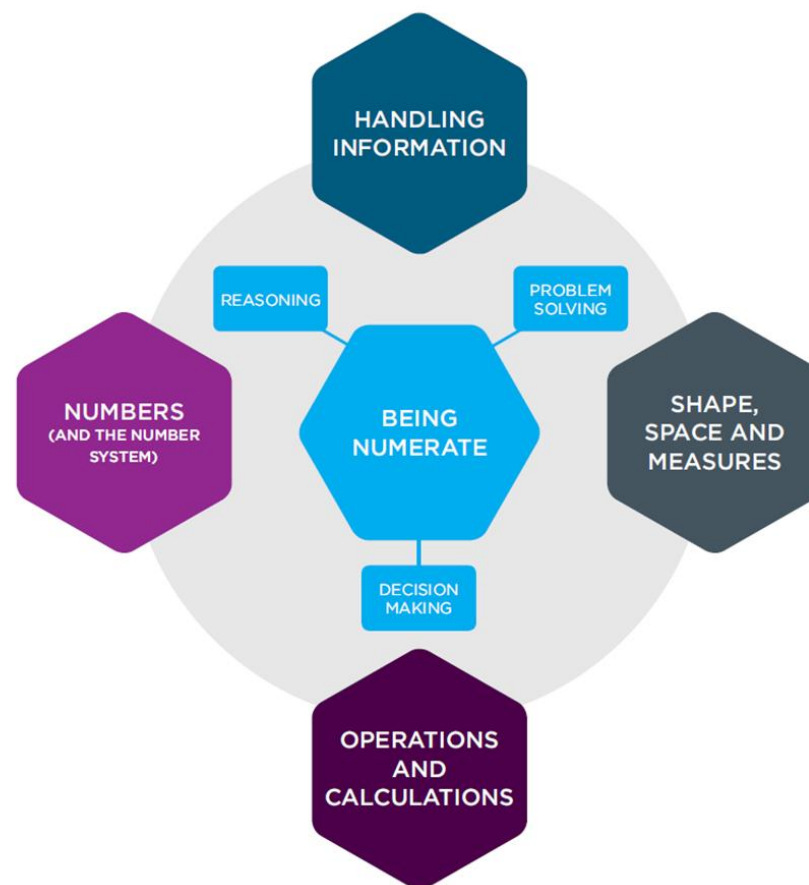 HANDLING
INFORMATION
REASONING
PROBLEM
SOLVING
NUMBERS
(AND THE NUMBER
SYSTEM)
BEING
NUMERATE
SHAPE,
SPACE AND
MEASURES
DECISION
MAKING
OPERATIONS
AND
CALCULATIONS